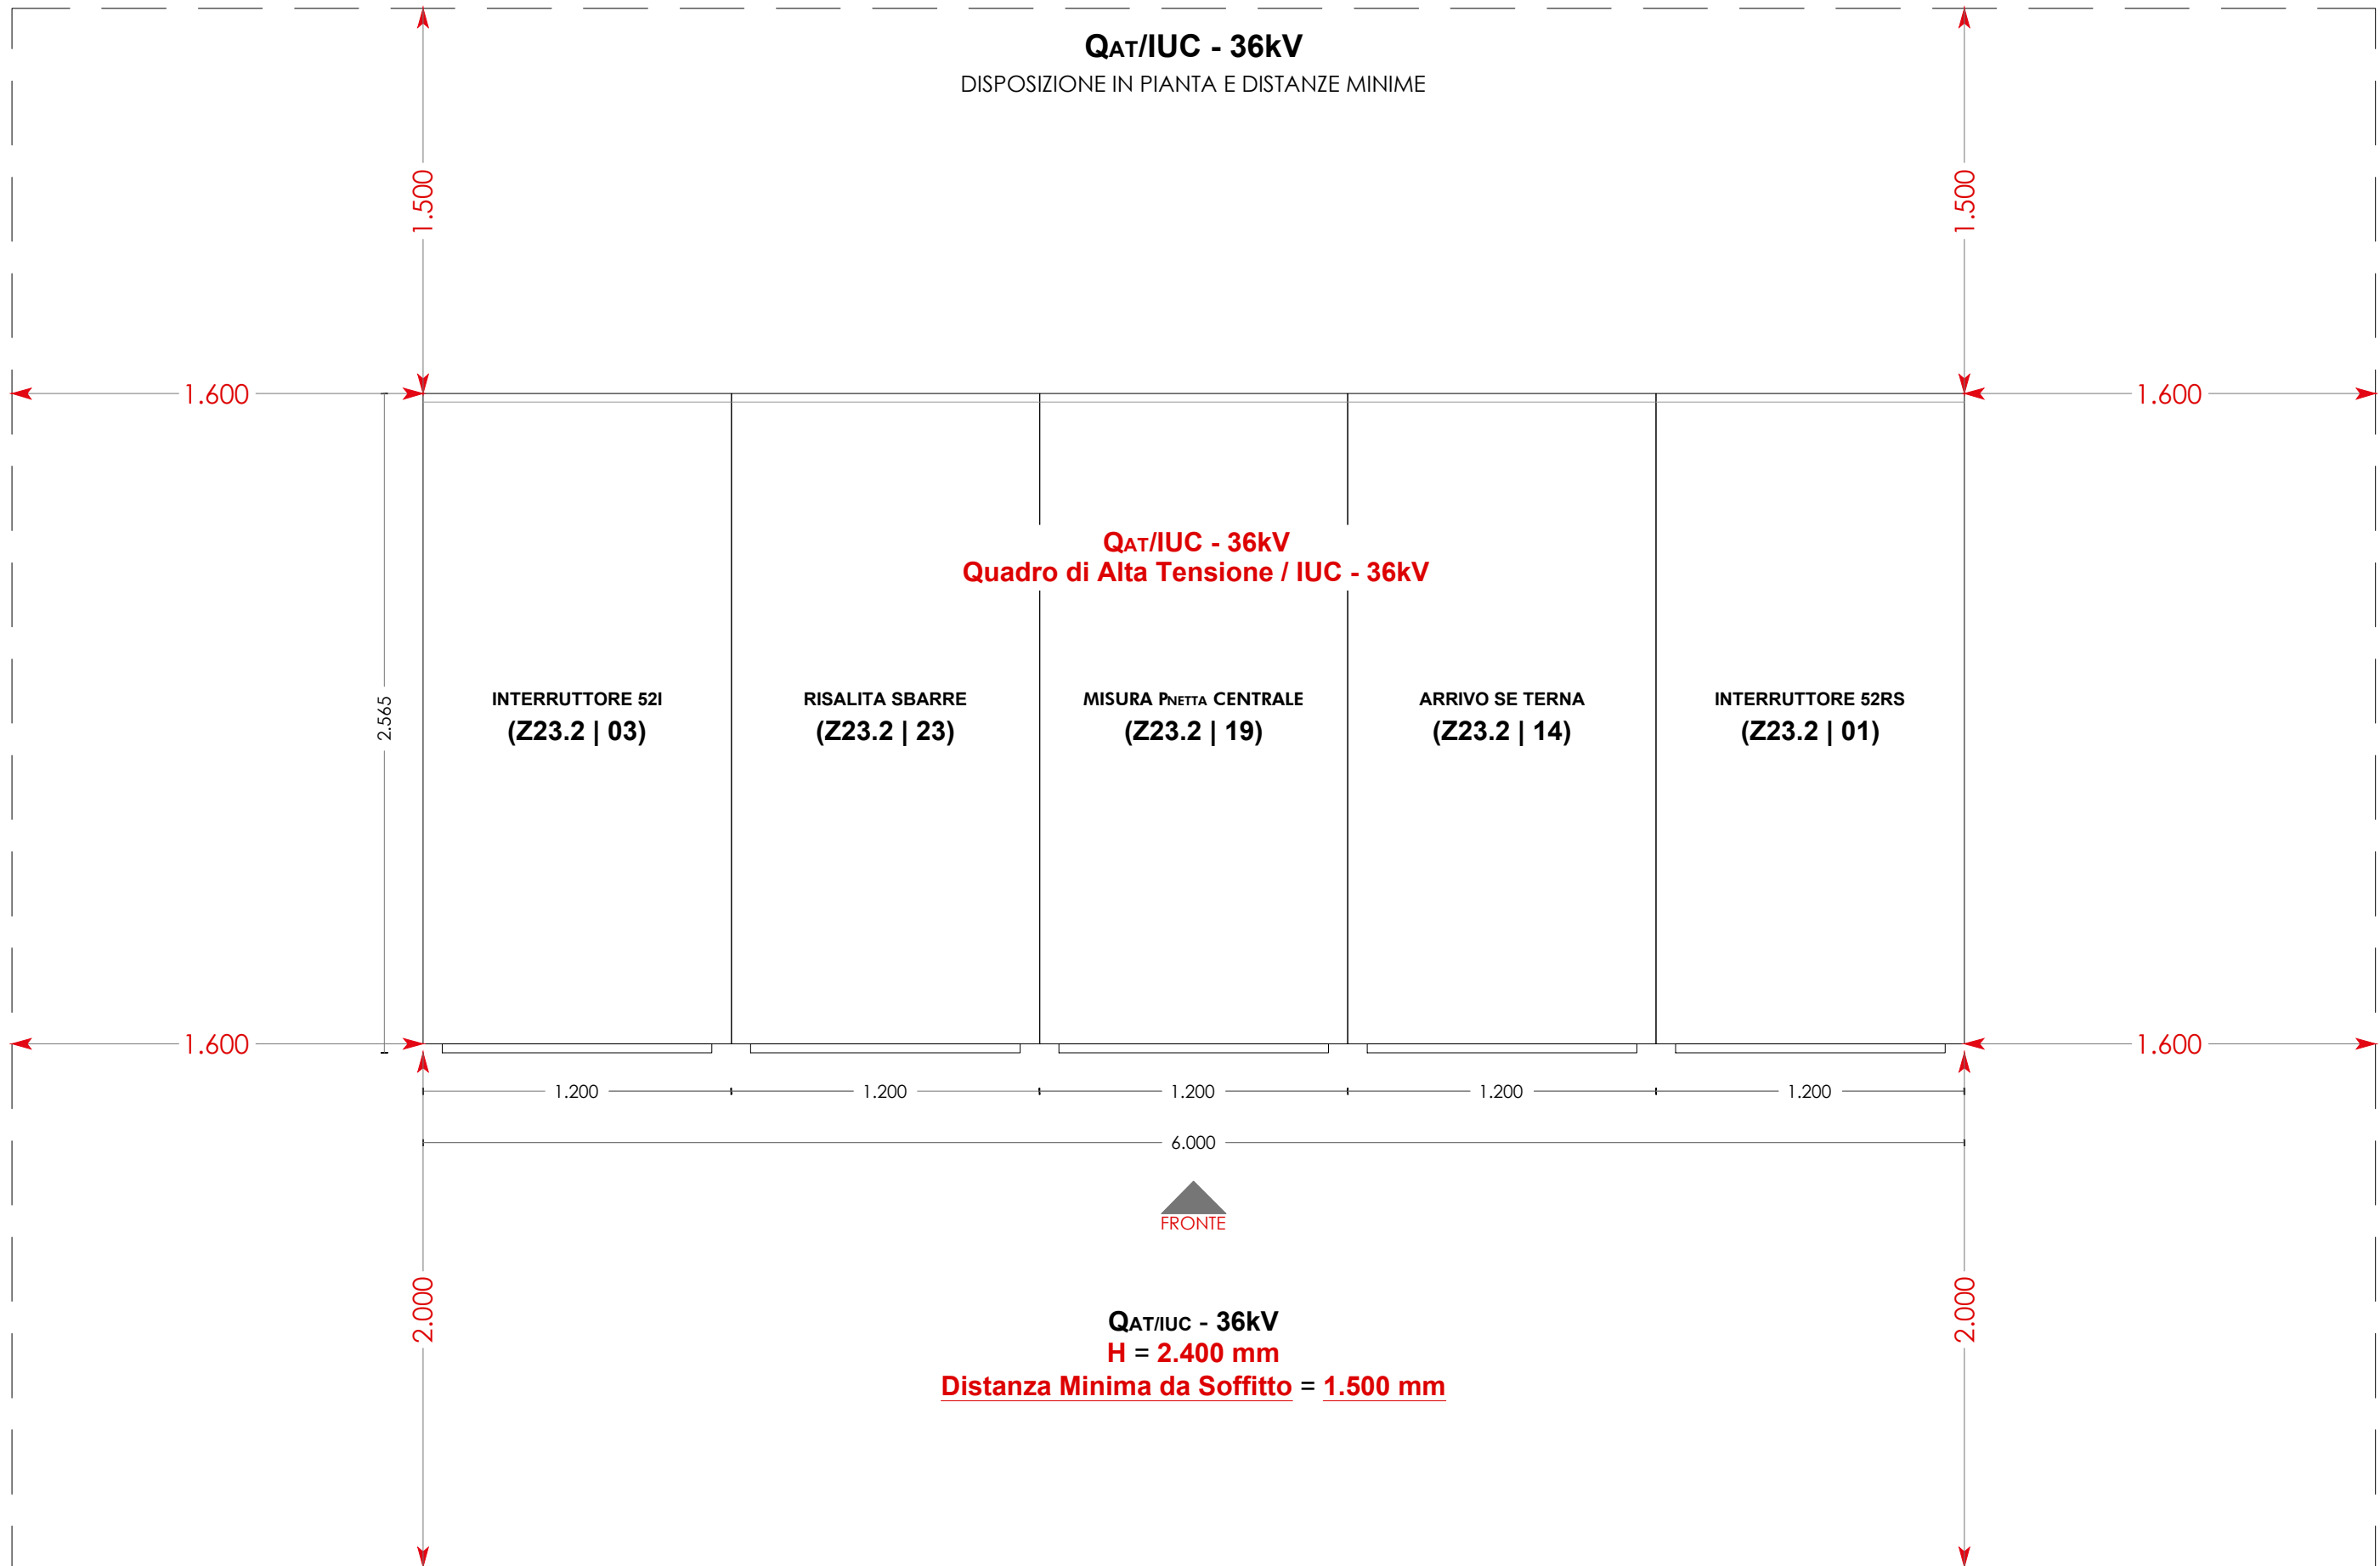 QAT/IUC - 36kV
DISPOSIZIONE IN PIANTA E DISTANZE MINIME
1.500
1.500
1.600
1.600
QAT/IUC - 36kV
Quadro di Alta Tensione / IUC - 36kV
2.565
INTERRUTTORE 52I
(Z23.2 | 03)
RISALITA SBARRE
(Z23.2 | 23)
MISURA PNETTA CENTRALE
(Z23.2 | 19)
ARRIVO SE TERNA
(Z23.2 | 14)
INTERRUTTORE 52RS
(Z23.2 | 01)
1.600
1.600
1.200
1.200
1.200
1.200
1.200
6.000
FRONTE
2.000
2.000
QAT/IUC - 36kV
H = 2.400 mm
Distanza Minima da Soffitto = 1.500 mm